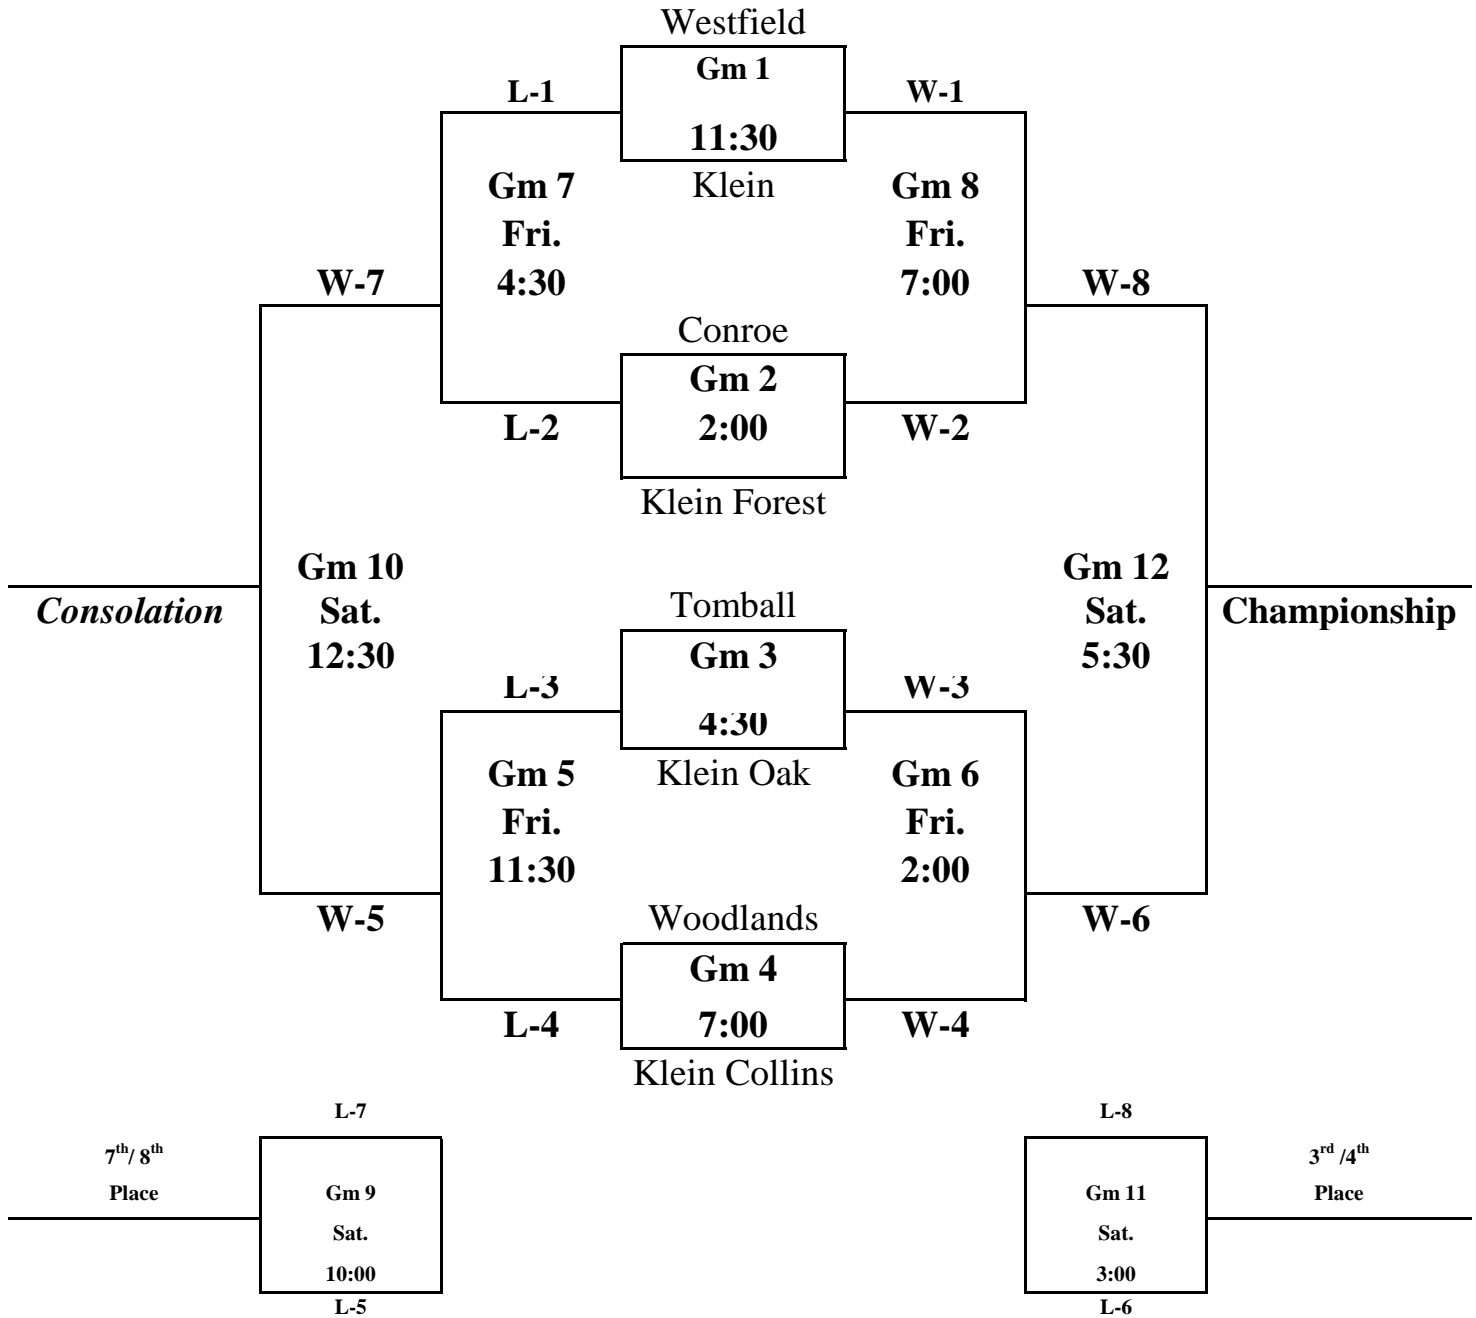 Westfield
Gm 1
L-1
W-1
11:30
Gm 7
Klein
Gm 8
Fri.
Fri.
W-7
4:30
7:00
W-8
Conroe
Gm 2
L-2
2:00
W-2
Klein Forest
Gm 10
Gm 12
Consolation
Sat.
Tomball
Sat.
Championship
12:30
Gm 3
5:30
L-3
W-3
4:30
Gm 5
Klein Oak
Gm 6
Fri.
Fri.
11:30
2:00
W-5
Woodlands
W-6
Gm 4
L-4
7:00
W-4
Klein Collins
L-7
L-8
7th/ 8th
3rd /4th
Place
Gm 9
Gm 11
Place
Sat.
Sat.
10:00
3:00
L-5
L-6